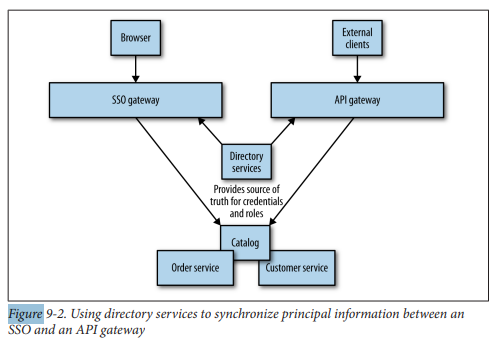 Browser
External
clients
SSO gateway
API gateway
Directory
services
Provides source of
truth for credentials
and roles
Catalog
Order service
Customer service
Figure 9-2. Using directory services to synchronize principal information between an
SSO and an API gateway